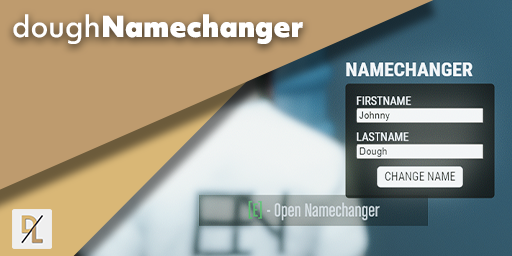 doughNamechanger
NAMECHANGER
FIRSTNAME
Johnny
LASTNAME
Dough
CHANGE NAME
[E] - Open Namechanger
D/L